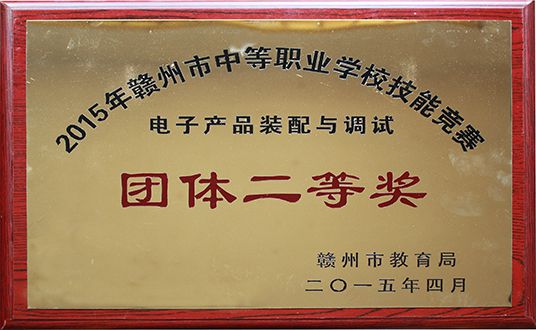 2015年赣州市中等职业学校技能竞赛
电子产品装配与调试
团体二等奖
赣州市教育局
二〇一五年四月